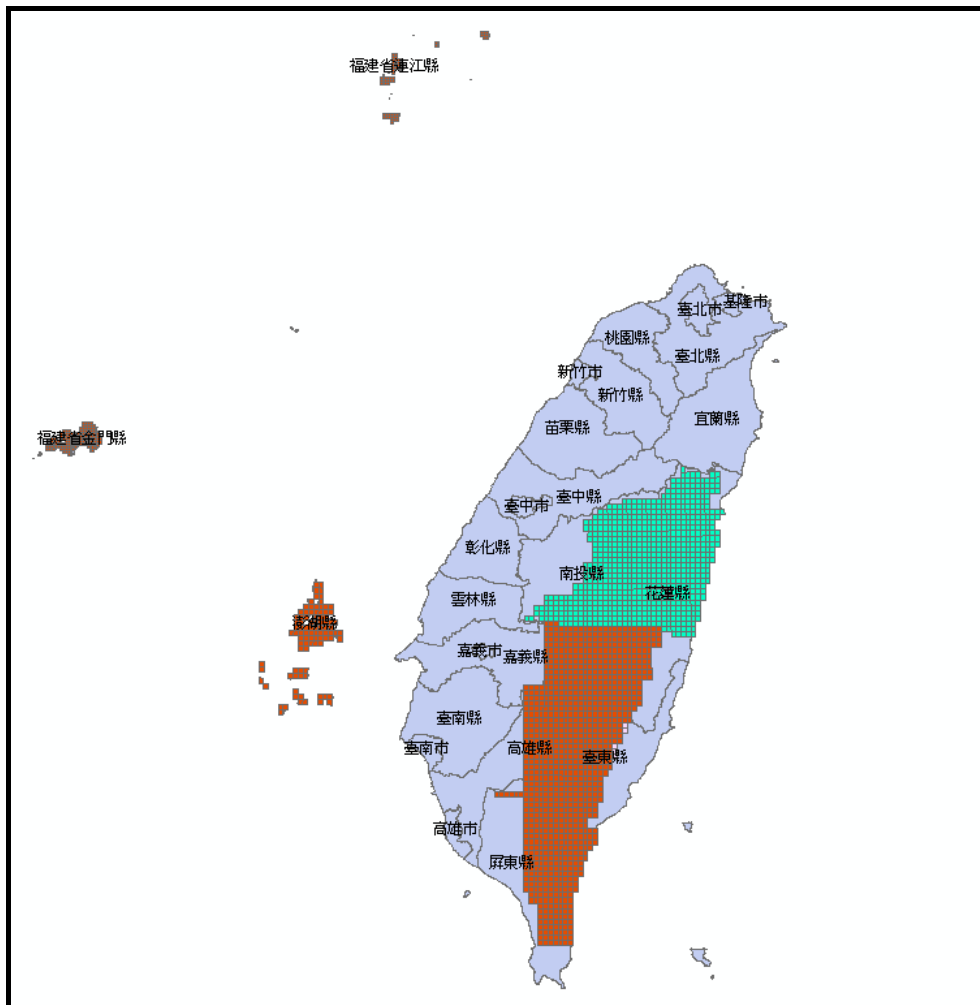 福建省連江縣
基隆市
臺北市
桃園縣
臺北縣
新竹市
新竹縣
宜蘭縣
苗栗縣
福建省金門縣
臺中縣
臺中市
彰化縣
南投縣
花蓮縣
雲林縣
澎湖縣
嘉義市
嘉義縣
臺南縣
臺南市
高雄縣
臺東縣
高雄市
屏東縣